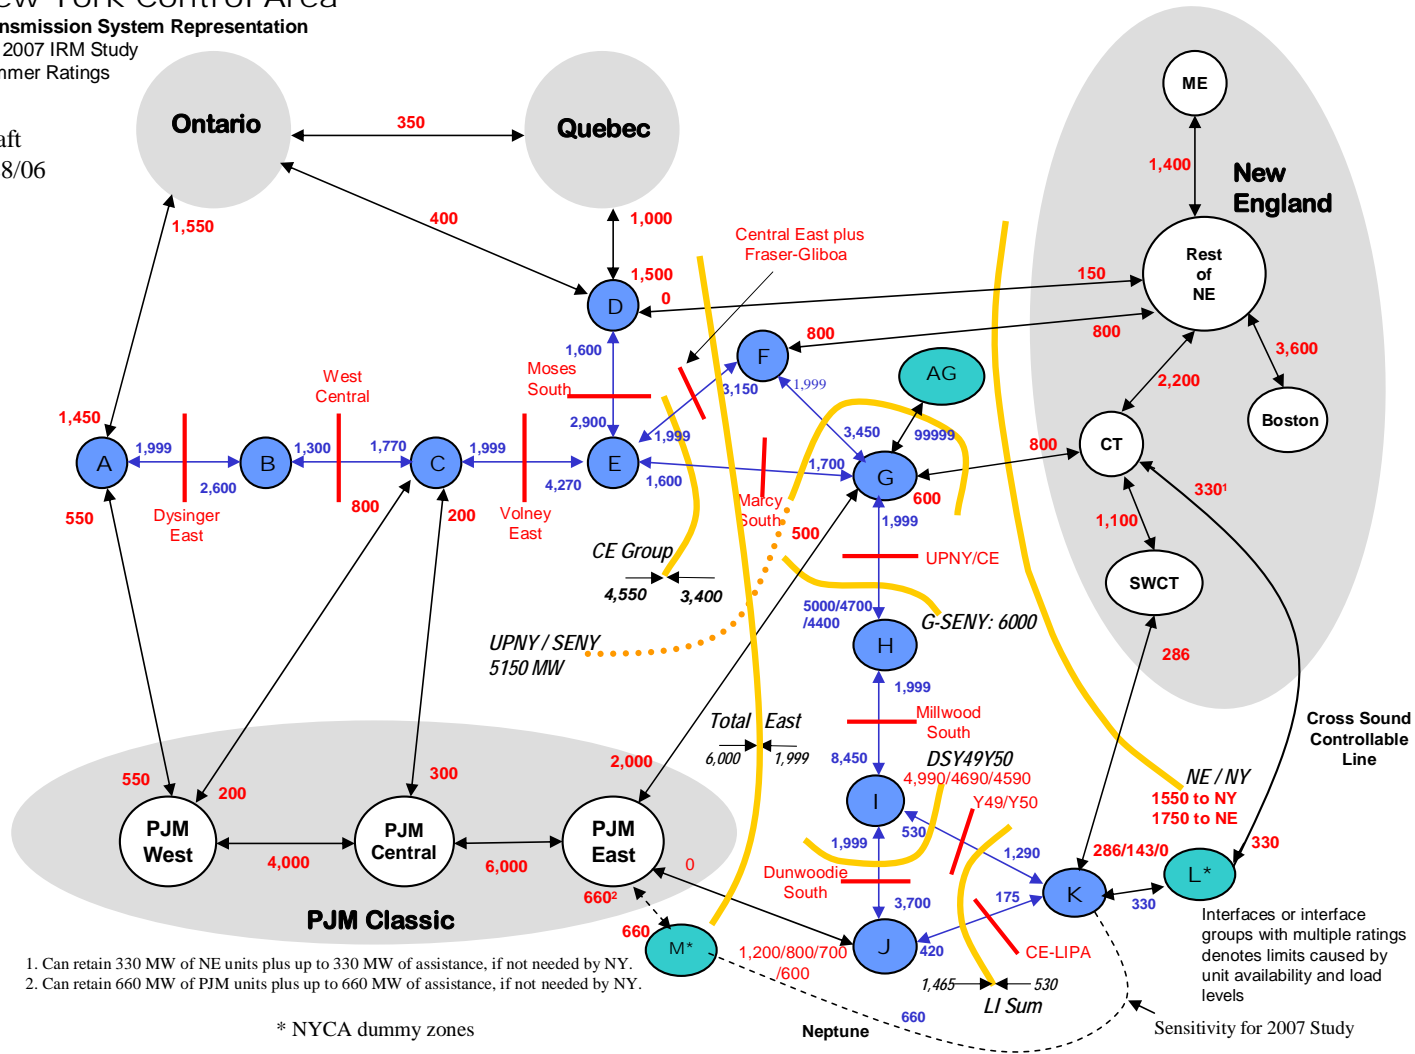 ew York Control Area
nsmission System Representation
2007 IRM Study
mmer Ratings
aft
8/06
Ontario
350
Quebec
ME
1,400
New
England
1,550
400
1,000
Central East plus
Fraser-Gliboa
Rest
of
NE
1,500
0
150
D
800
800
F
1,600
Moses
South
3,150
1,999
AG
3,600
2,200
Boston
West
Central
1,450
2,900
1,999
3,450
99999
CT
800
A
1,999
B
1,300
1,770
C
1,999
E
1,700
G
2,600
4,270
1,600
600
550
800
200
330¹
Dysinger
East
Volney
East
Marcy
South
500
1,999
1,100
CE Group
UPNY/CE
SWCT
4,550
3,400
5000/4700
/4400
G-SENY: 6000
UPNY / SENY
5150 MW
H
286
1,999
Total East
6,000
1,999
Millwood
South
Cross Sound
Controllable
Line
2,000
8,450
DSY49Y50
4,990/4690/4590
NE / NY
1550 to NY
1750 to NE
550
200
300
I
Y49/Y50
530
PJM
West
4,000
PJM
Central
6,000
PJM
East
1,999
1,290
286/143/0
330
0
Dunwoodie
South
L*
660²
3,700
175
K
330
PJM Classic
660
M*
J
420
CE-LIPA
1,200/800/700
/600
Interfaces or interface
groups with multiple ratings
denotes limits caused by
unit availability and load
levels
1. Can retain 330 MW of NE units plus up to 330 MW of assistance, if not needed by NY.
2. Can retain 660 MW of PJM units plus up to 660 MW of assistance, if not needed by NY.
1,465
530
LI Sum
660
* NYCA dummy zones
Neptune
Sensitivity for 2007 Study